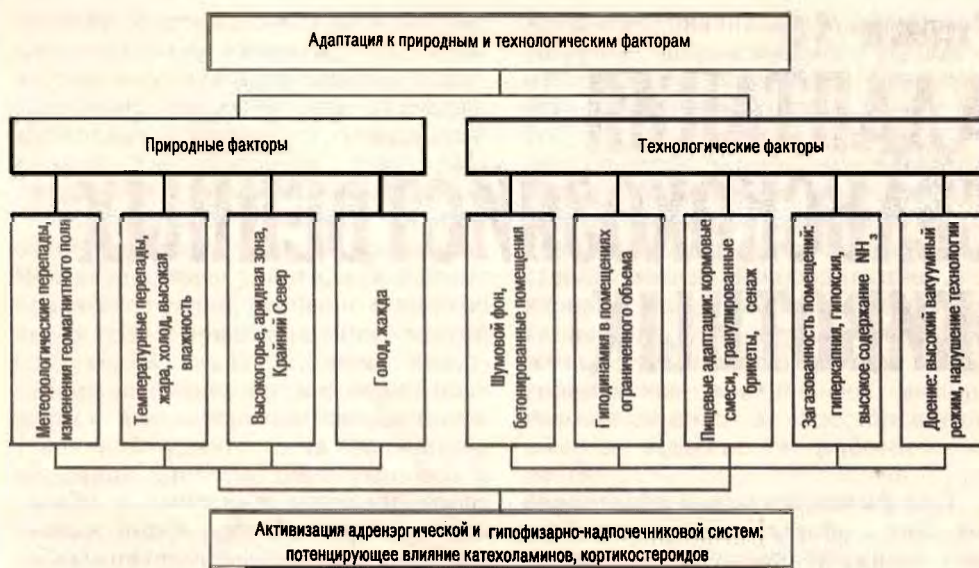 Адаптация к природным и технологическим факторам
Природные факторы
Технологические факторы
Метеорологические перепады,
изменения геомагнитного поля
Температурные перепады,
жара, холод, высокая
влажность
Высокогорье, аридная зона,
Крайний Север
Голод, жажда
Шумовой фон,
бетонированные помещения
Гиподинамия в помещениях
ограниченного объема
Пищевые адаптации: кормовые
смеси, гранулированные
брикеты, сенаж
Загазованность помещений:
гиперкапния, гипоксия,
высокое содержание NH3
Доение: высокий вакуумный
режим, нарушение технологии
Активизация адренэргической и гипофизарно-надпочечниковой систем:
потенцирующее влияние катехоламинов, кортикостероидов